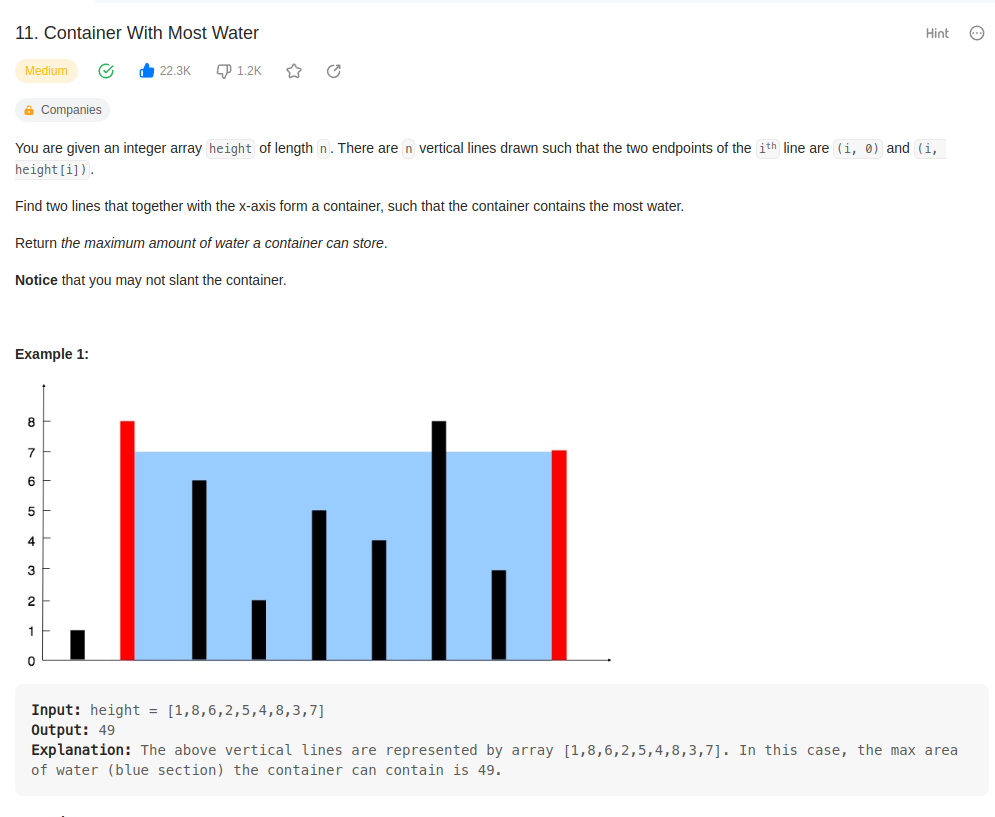 11. Container With Most Water
Hint
Medium
22.3K
1.2K
Companies
You are given an integer array height of length n. There are n vertical lines drawn such that the two endpoints of the ith line are (i, 0) and (i,
height[i]).
Find two lines that together with the x-axis form a container, such that the container contains the most water.
Return the maximum amount of water a container can store.
Notice that you may not slant the container.
Example 1:
8
7
6
5
4
3
2
1
0
Input: height = [1,8,6,2,5,4,8,3,7]
Output: 49
Explanation: The above vertical lines are represented by array [1,8,6,2,5,4,8,3,7]. In this case, the max area
of water (blue section) the container can contain is 49.